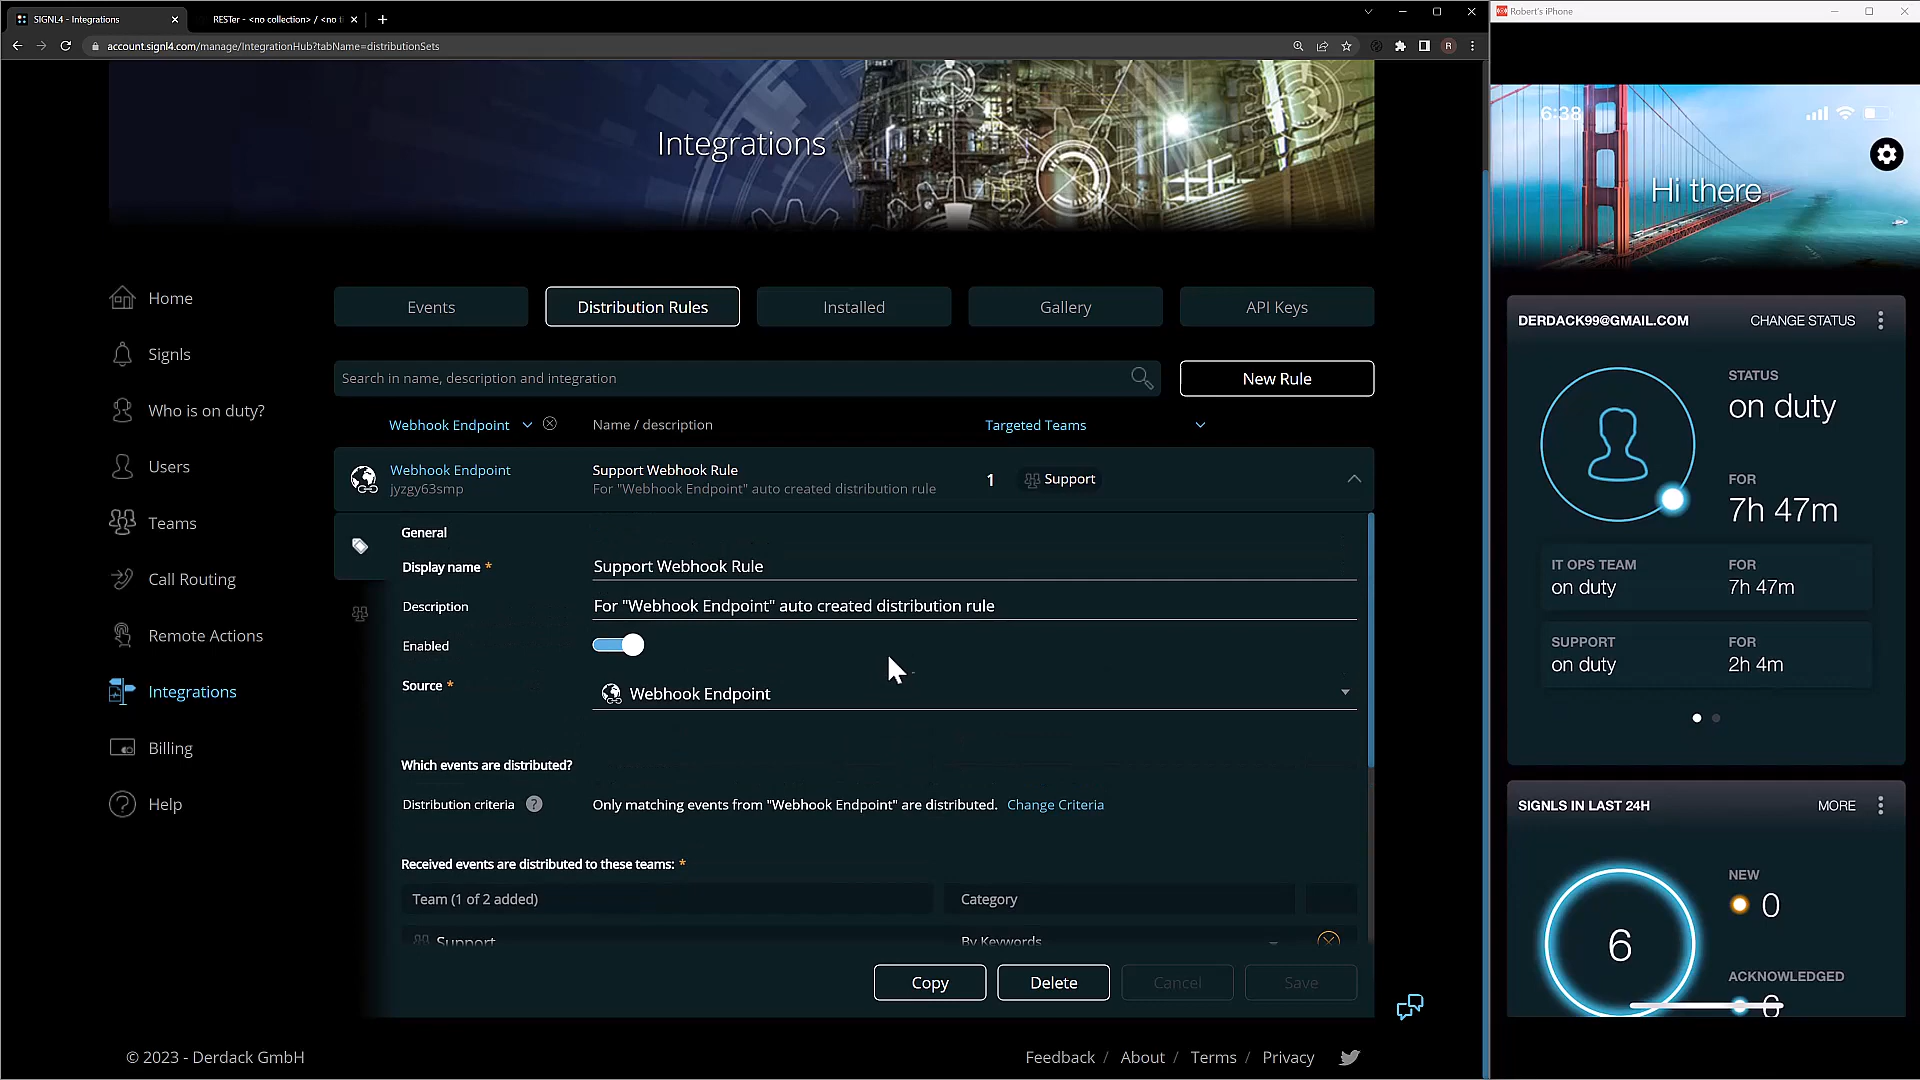 SIGNL4 - Integrations
RESTer - <no collection> / <no ti
account.signl4.com/manage/IntegrationHub?tabName=distributionSets
R
Integrations
Home
Signls
Who is on duty?
Users
Teams
Call Routing
Remote Actions
Integrations
Billing
Help
Events
Distribution Rules
Installed
Gallery
API Keys
Search in name, description and integration
New Rule
Webhook Endpoint
Name / description
Targeted Teams
Webhook Endpoint
jyzgy63smp
Support Webhook Rule
For "Webhook Endpoint" auto created distribution rule
1
Support
General
Display name *
Support Webhook Rule
Description
For "Webhook Endpoint" auto created distribution rule
Enabled
Source *
Webhook Endpoint
Which events are distributed?
Distribution criteria ?
Only matching events from "Webhook Endpoint" are distributed. Change Criteria
Received events are distributed to these teams: *
Team (1 of 2 added)
Category
Support
By Keywords
Copy
Delete
Cancel
Save
© 2023 - Derdack GmbH
Feedback / About / Terms / Privacy
Robert's iPhone
6:38
Hi there
DERDACK99@GMAIL.COM
CHANGE STATUS
STATUS
on duty
FOR
7h 47m
IT OPS TEAM
on duty
FOR
7h 47m
SUPPORT
on duty
FOR
2h 4m
SIGNLS IN LAST 24H
MORE
6
NEW
0
ACKNOWLEDGED
6